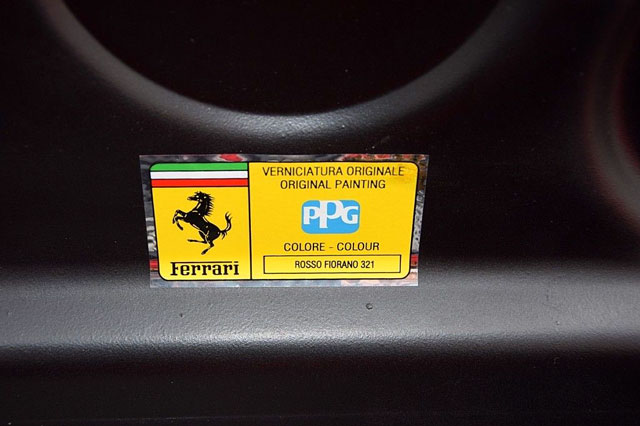 VERNICIATURA ORIGINALE
ORIGINAL PAINTING
PPG
COLORE - COLOUR
ROSSO FIORANO 321
Ferrari